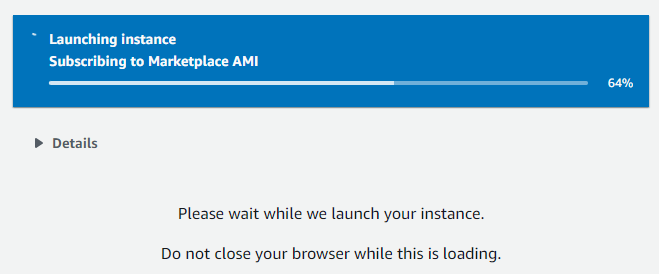 Launching instance
Subscribing to Marketplace AMI
64%
Details
Please wait while we launch your instance.
Do not close your browser while this is loading.